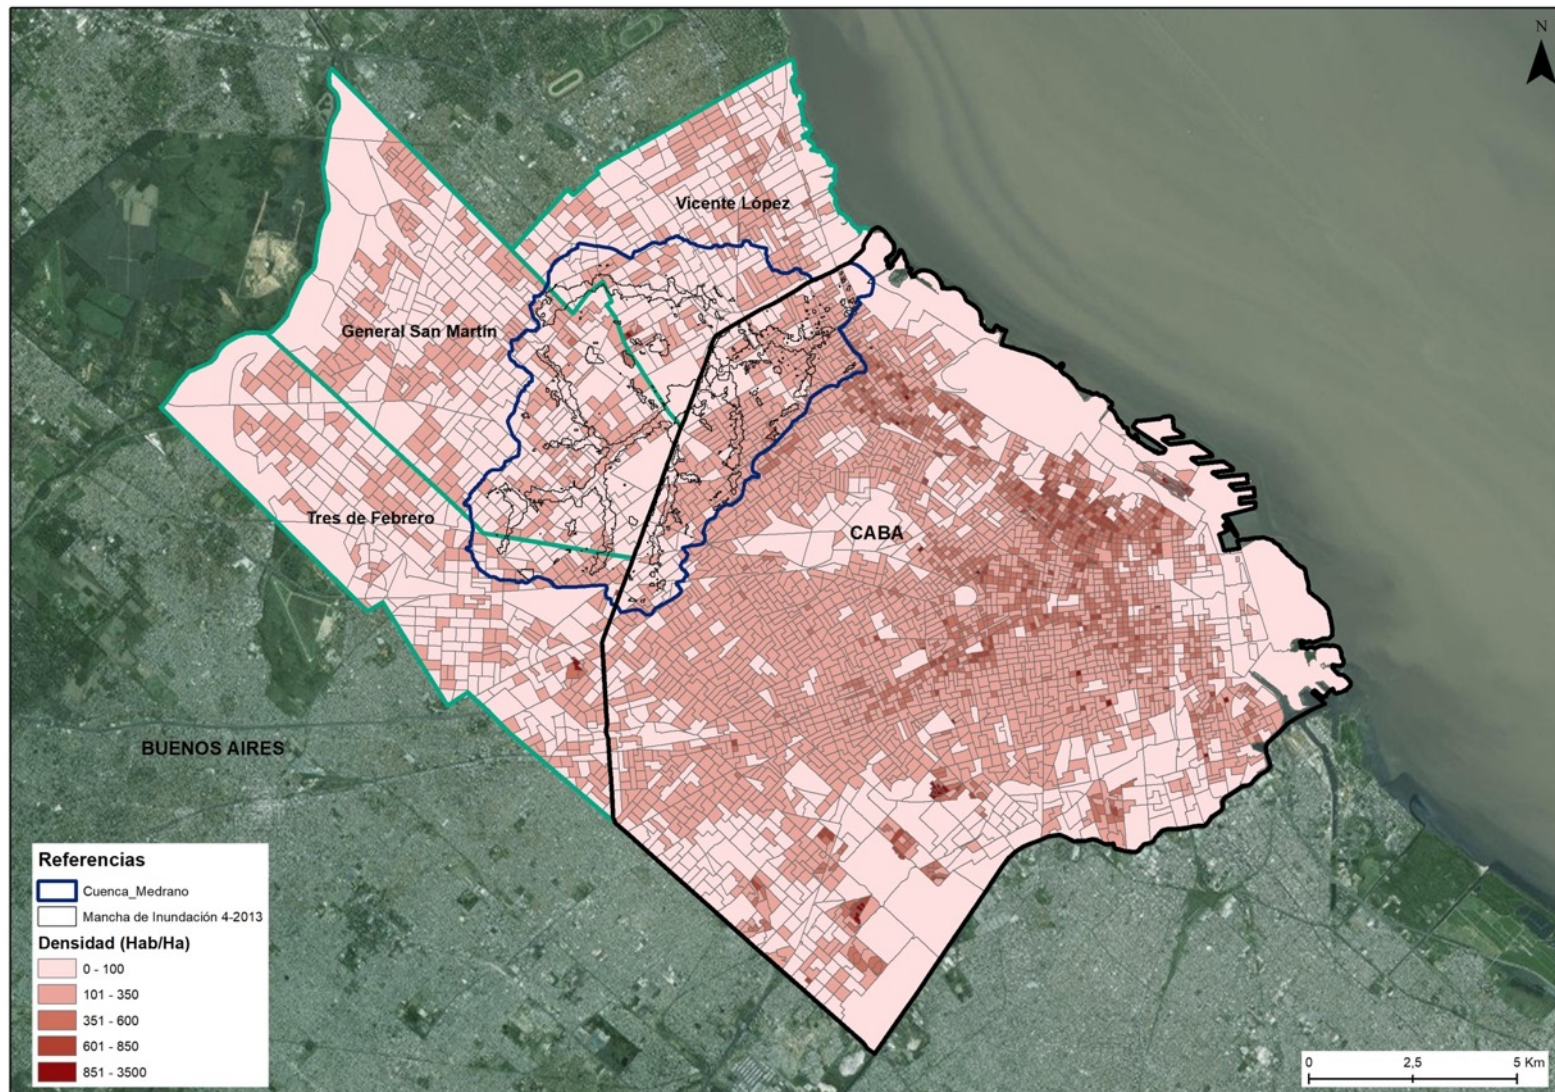 N
Vicente López
General San Martín
Tres de Febrero
CABA
BUENOS AIRES
Referencias
Cuenca_Medrano
Mancha de Inundación 4-2013
Densidad (Hab/Ha)
0 - 100
101 - 350
351 - 600
601 - 850
851 - 3500
0 2,5 5 Km